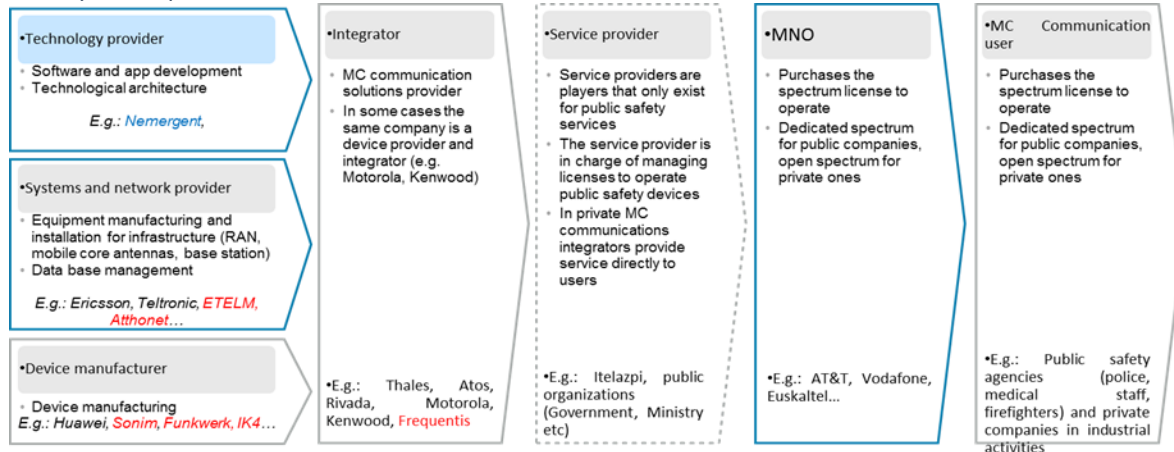 •Technology provider
• Software and app development
• Technological architecture
E.g.: Nemergent,
•Systems and network provider
• Equipment manufacturing and
installation for infrastructure (RAN,
mobile core antennas, base station)
• Data base management
E.g.: Ericsson, Teltronic, ETELM,
Atthonet…
•Device manufacturer
• Device manufacturing
E.g.: Huawei, Sonim, Funkwerk, IK4…
•Integrator
• MC communication
solutions provider
• In some cases the
same company is a
device provider and
integrator (e.g.
Motorola, Kenwood)
•E.g.: Thales, Atos,
Rivada, Motorola,
Kenwood, Frequentis
•Service provider
• Service providers are
players that only exist
for public safety
services
• The service provider is
in charge of managing
licenses to operate
public safety devices
• In private MC
communications
integrators provide
service directly to
users
•E.g.: Itelazpi, public
organizations
(Government, Ministry
etc)
•MNO
• Purchases the
spectrum license to
operate
• Dedicated spectrum
for public companies,
open spectrum for
private ones
•E.g.: AT&T, Vodafone,
Euskaltel…
•MC Communication
user
• Purchases the
spectrum license to
operate
• Dedicated spectrum
for public companies,
open spectrum for
private ones
•E.g.: Public safety
agencies (police,
medical staff,
firefighters) and private
companies in industrial
activities